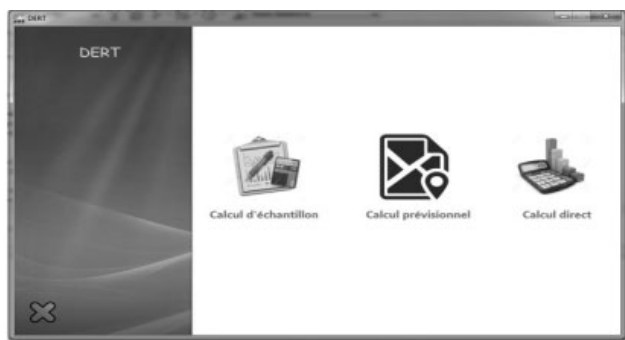 DERT
DERT
Calcul d'échantillon
Calcul prévisionnel
Calcul direct